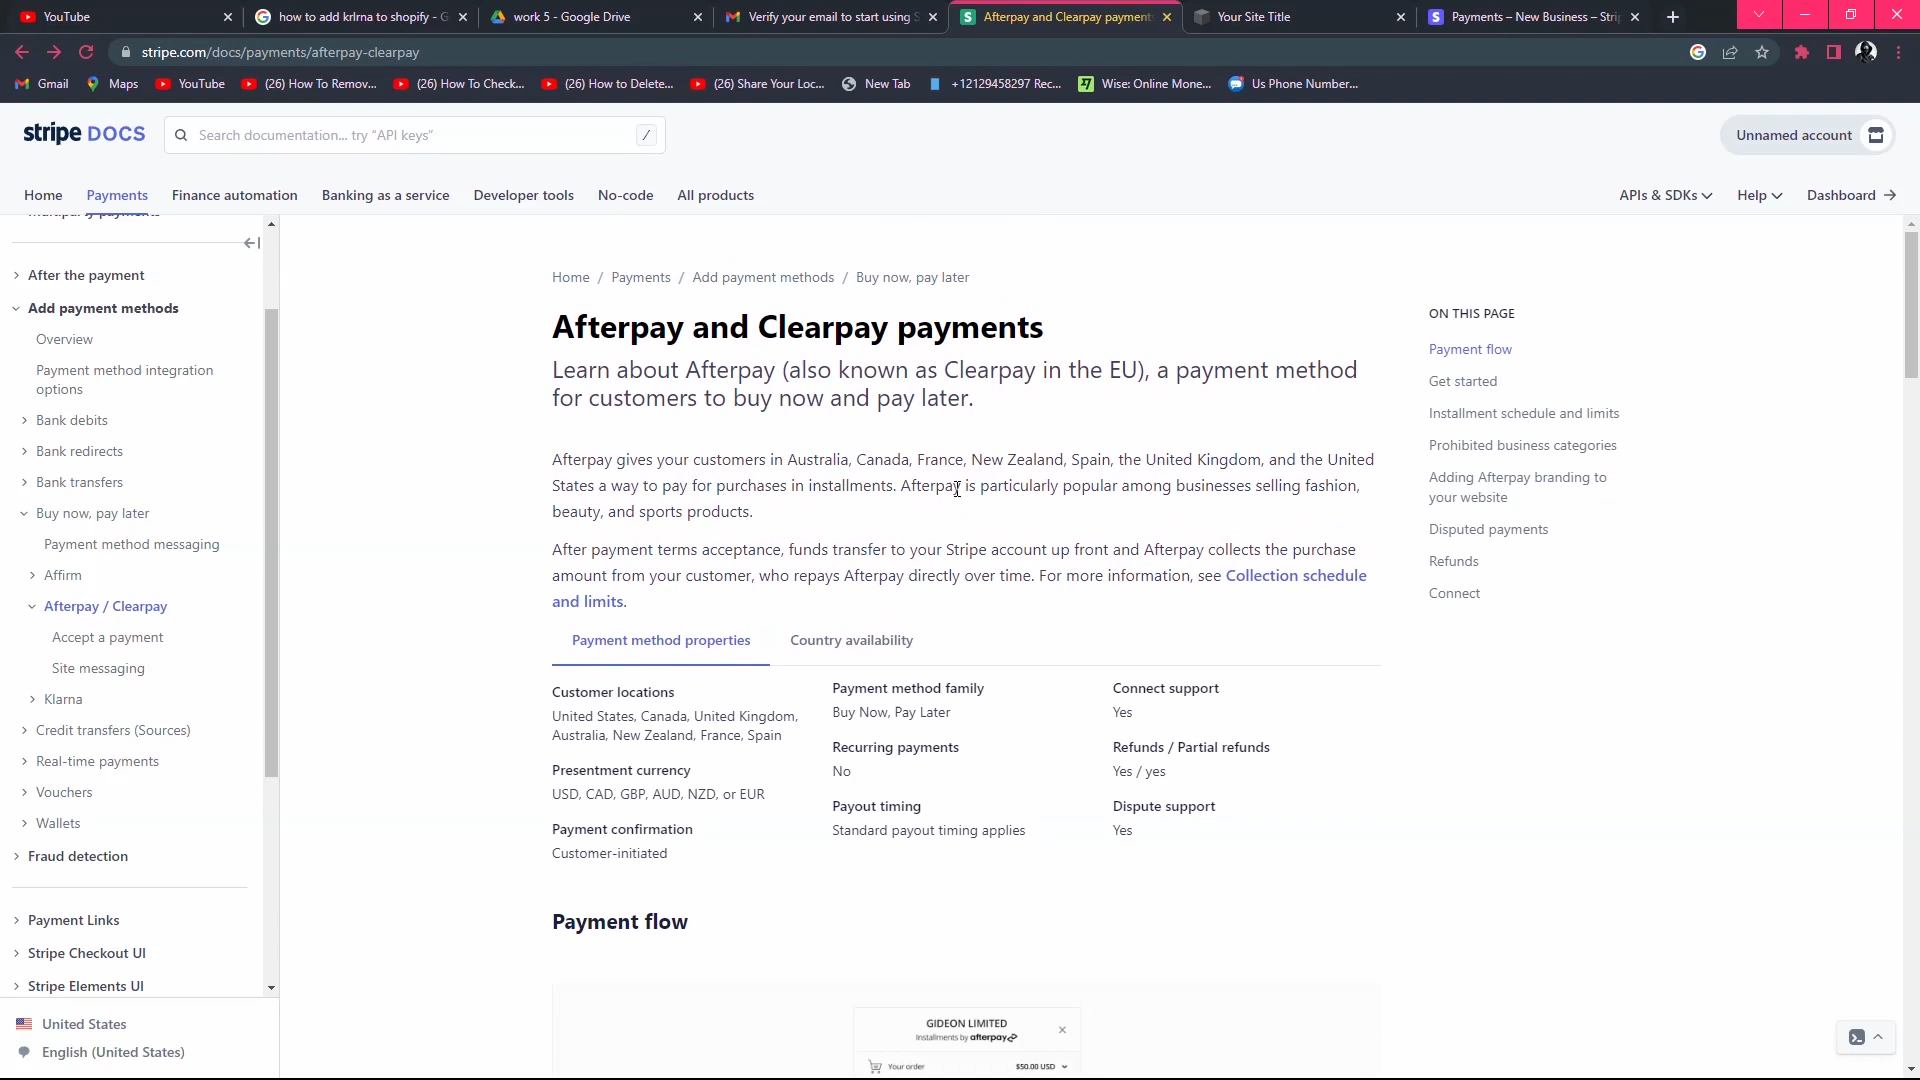 YouTube
how to add krlrna to shopify - G
work 5 - Google Drive
Verify your email to start using S
Afterpay and Clearpay payment
Your Site Title
Payments – New Business – Stri
stripe.com/docs/payments/afterpay-clearpay
Gmail
Maps
YouTube
(26) How To Remov...
(26) How To Check...
(26) How to Delete...
(26) Share Your Loc...
New Tab
+12129458297 Rec...
Wise: Online Mone...
Us Phone Number...
stripe DOCS
Search documentation... try “API keys”
/
Unnamed account
Home
Payments
Finance automation
Banking as a service
Developer tools
No-code
All products
APIs & SDKs
Help
Dashboard
After the payment
Add payment methods
Overview
Payment method integration
options
Bank debits
Bank redirects
Bank transfers
Buy now, pay later
Payment method messaging
Affirm
Afterpay / Clearpay
Accept a payment
Site messaging
Klarna
Credit transfers (Sources)
Real-time payments
Vouchers
Wallets
Fraud detection
Payment Links
Stripe Checkout UI
Stripe Elements UI
United States
English (United States)
Home / Payments / Add payment methods / Buy now, pay later
Afterpay and Clearpay payments
Learn about Afterpay (also known as Clearpay in the EU), a payment method
for customers to buy now and pay later.
Afterpay gives your customers in Australia, Canada, France, New Zealand, Spain, the United Kingdom, and the United
States a way to pay for purchases in installments. Afterpay is particularly popular among businesses selling fashion,
beauty, and sports products.
After payment terms acceptance, funds transfer to your Stripe account up front and Afterpay collects the purchase
amount from your customer, who repays Afterpay directly over time. For more information, see Collection schedule
and limits.
Payment method properties
Country availability
Customer locations
United States, Canada, United Kingdom,
Australia, New Zealand, France, Spain
Presentment currency
USD, CAD, GBP, AUD, NZD, or EUR
Payment confirmation
Customer-initiated
Payment method family
Buy Now, Pay Later
Recurring payments
No
Payout timing
Standard payout timing applies
Connect support
Yes
Refunds / Partial refunds
Yes / yes
Dispute support
Yes
Payment flow
GIDEON LIMITED
Installments by afterpay
Your order
$50.00 USD
ON THIS PAGE
Payment flow
Get started
Installment schedule and limits
Prohibited business categories
Adding Afterpay branding to
your website
Disputed payments
Refunds
Connect